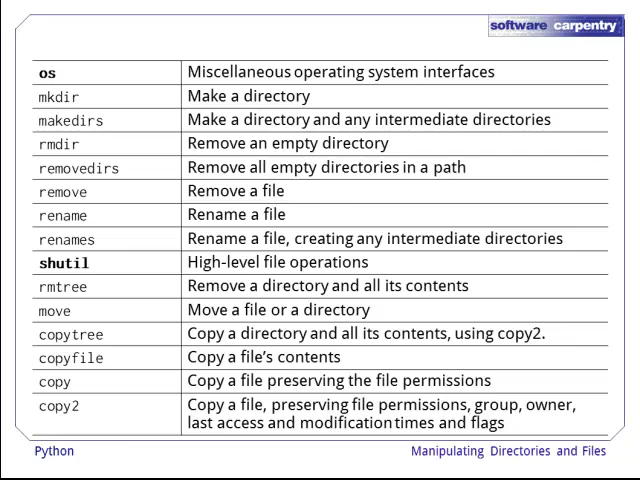 software carpentry
os Miscellaneous operating system interfaces
mkdir Make a directory
makedirs Make a directory and any intermediate directories
rmdir Remove an empty directory
removedirs Remove all empty directories in a path
remove Remove a file
rename Rename a file
renames Rename a file, creating any intermediate directories
shutil High-level file operations
rmtree Remove a directory and all its contents
move Move a file or a directory
copytree Copy a directory and all its contents, using copy2.
copyfile Copy a file’s contents
copy Copy a file preserving the file permissions
copy2 Copy a file, preserving file permissions, group, owner,
last access and modification times and flags
Python Manipulating Directories and Files